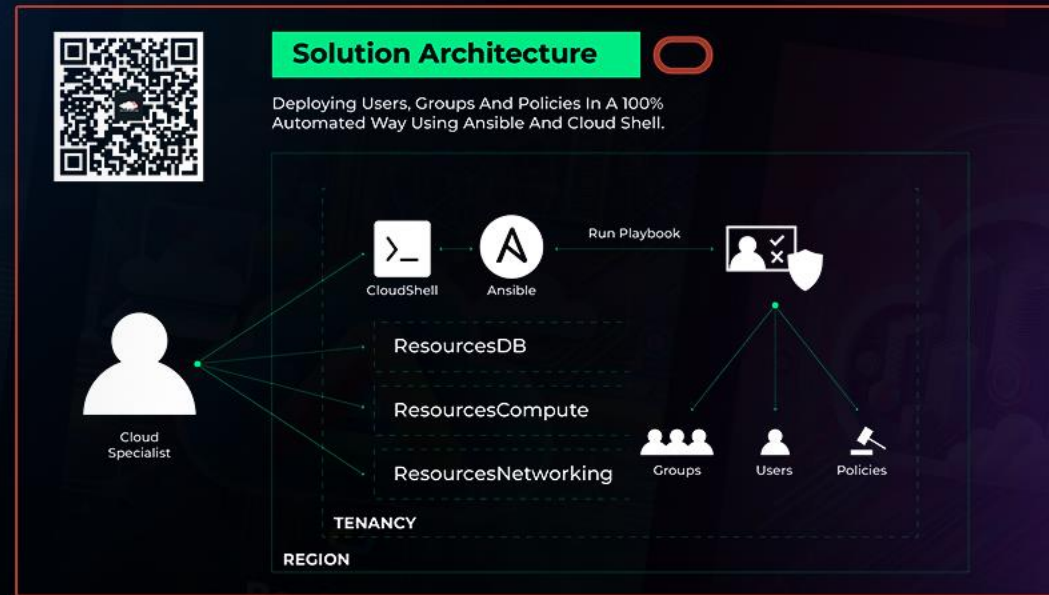 Solution Architecture
Deploying Users, Groups And Policies In A 100%
Automated Way Using Ansible And Cloud Shell.
Run Playbook
CloudShell
Ansible
ResourcesDB
ResourcesCompute
ResourcesNetworking
Cloud
Specialist
Groups
Users
Policies
TENANCY
REGION